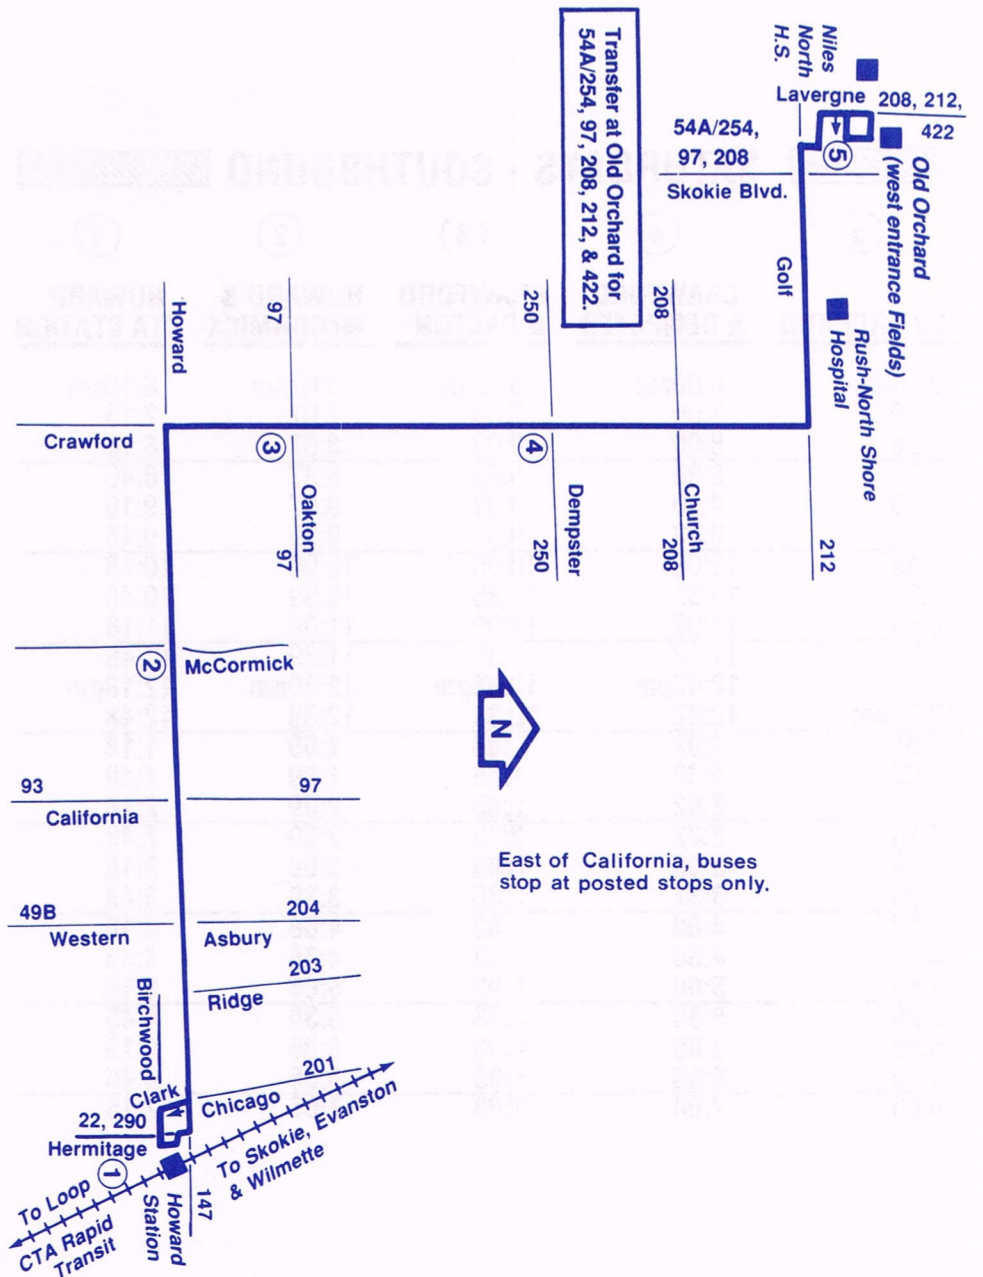 Niles
North
H.S.
Lavergne
208, 212,
422
5
Old Orchard
(west entrance Fields)
54A/254,
97, 208
Skokie Blvd.
Transfer at Old Orchard for
54A/254, 97, 208, 212, & 422
Golf
Rush-North Shore
Hospital
Howard
97
250
208
Crawford
3
4
Oakton
97
Dempster
250
Church
208
212
2
McCormick
N
93
97
California
East of California, buses
stop at posted stops only.
49B
204
Western
Asbury
203
Ridge
Birchwood
201
Clark
Chicago
22, 290
Hermitage
1
To Skokie, Evanston
& Wilmette
To Loop
CTA Rapid
Transit
Howard
Station
147